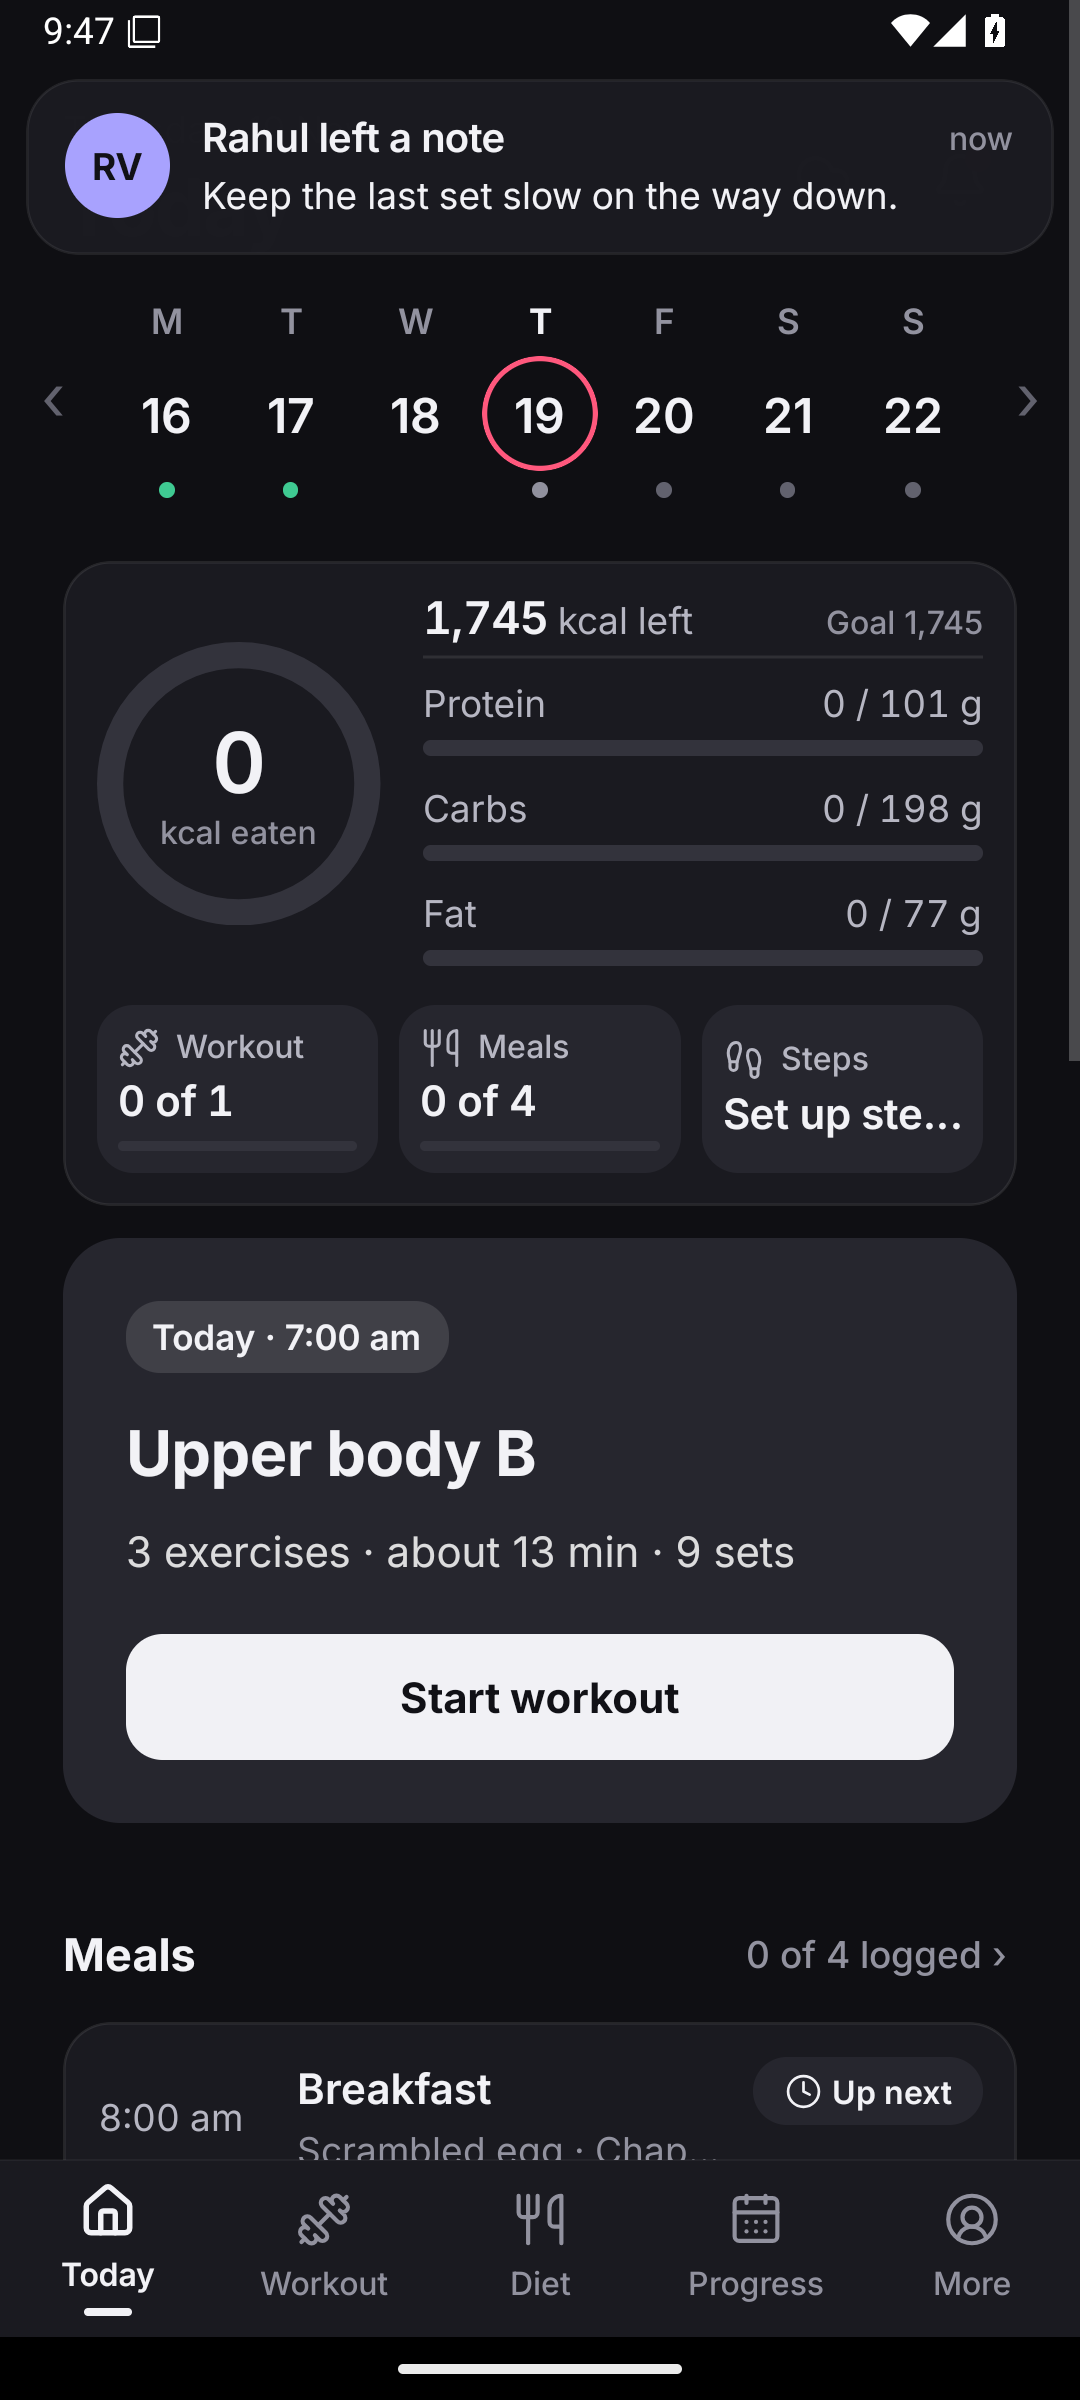 9:47
RV
Rahul left a note
now
Keep the last set slow on the way down.
M T W T F S S
‹ 16 17 18 19 20 21 22 ›
1,745 kcal left
Goal 1,745
0
kcal eaten
Protein 0 / 101 g
Carbs 0 / 198 g
Fat 0 / 77 g
Workout
0 of 1
Meals
0 of 4
Steps
Set up ste...
Today · 7:00 am
Upper body B
3 exercises · about 13 min · 9 sets
Start workout
Meals
0 of 4 logged ›
8:00 am
Breakfast
Up next
Scrambled egg · Chap...
Today
Workout
Diet
Progress
More